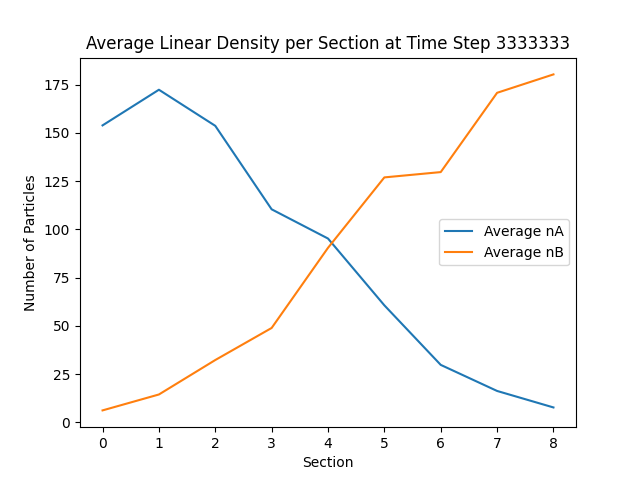 Average Linear Density per Section at Time Step 3333333
Number of Particles
175
150
125
100
75
50
25
0
Average nA
Average nB
0 1 2 3 4 5 6 7 8
Section